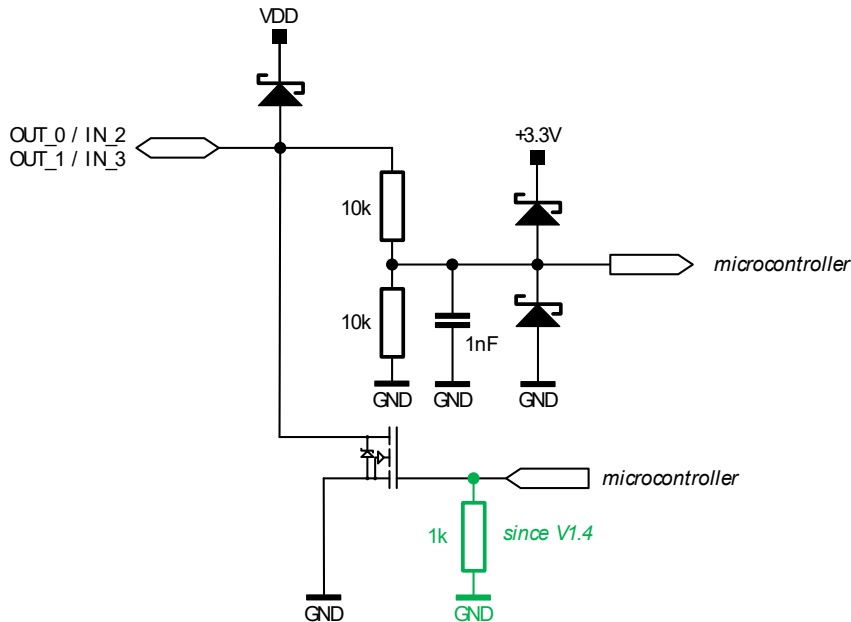 VDD
OUT_0 / IN_2
OUT_1 / IN_3
+3.3V
10k
microcontroller
10k
1nF
GND
GND
GND
microcontroller
1k
since V1.4
GND
GND